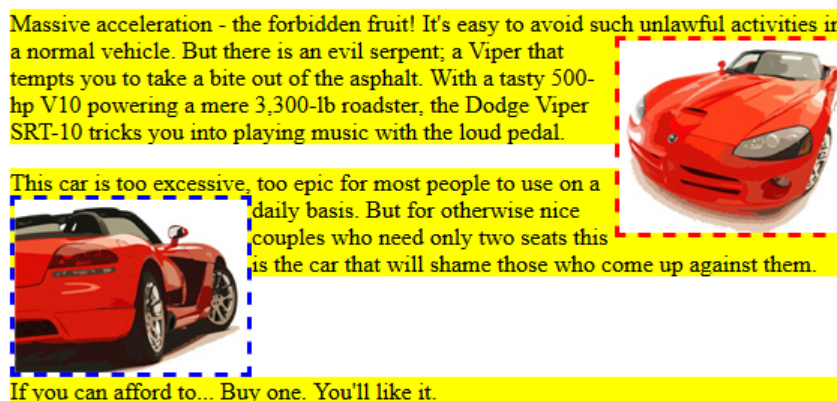 Massive acceleration - the forbidden fruit! It's easy to avoid such unlawful activities in
a normal vehicle. But there is an evil serpent; a Viper that
tempts you to take a bite out of the asphalt. With a tasty 500-
hp V10 powering a mere 3,300-lb roadster, the Dodge Viper
SRT-10 tricks you into playing music with the loud pedal.
This car is too excessive, too epic for most people to use on a
daily basis. But for otherwise nice
couples who need only two seats this
is the car that will shame those who come up against them.
If you can afford to... Buy one. You'll like it.